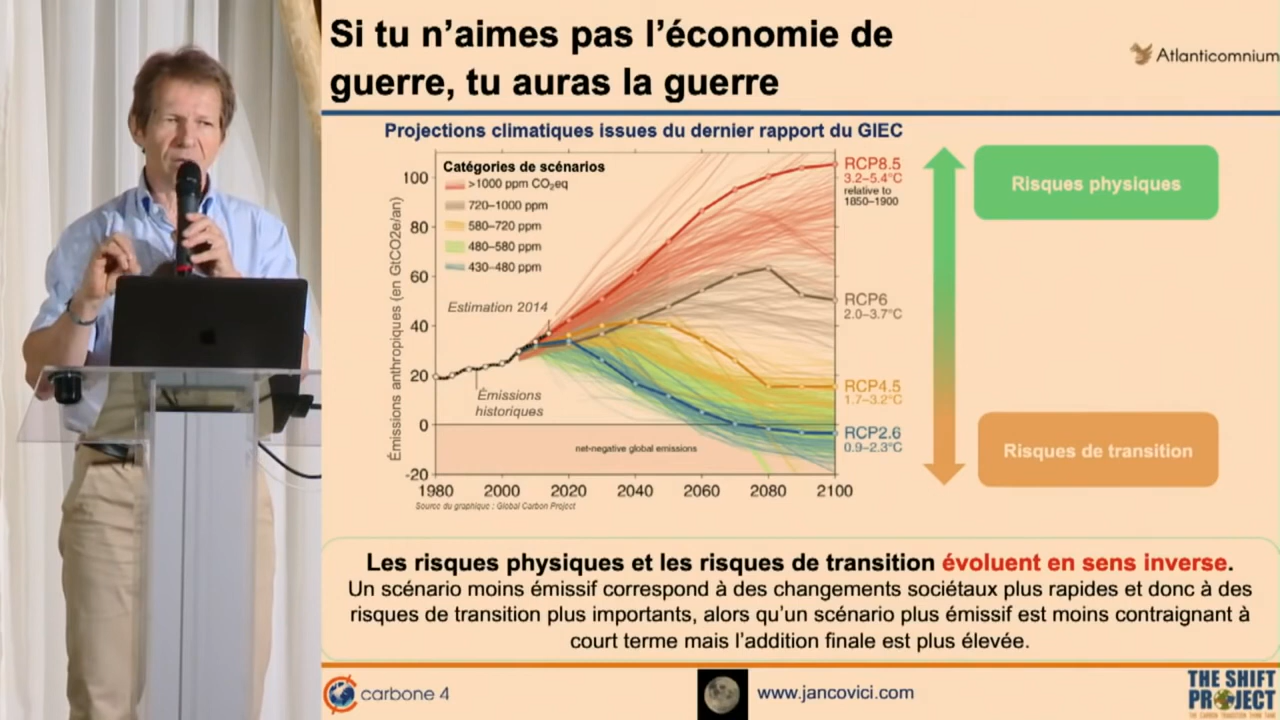 Si tu n'aimes pas l'économie de
guerre, tu auras la guerre
Atlanticomnium
Projections climatiques issues du dernier rapport du GIEC
Catégories de scénarios
>1000 ppm CO₂eq
720–1000 ppm
580–720 ppm
480–580 ppm
430–480 ppm
Émissions anthropiques (en GtCO2e/an)
100
80
60
40
20
0
-20
Estimation 2014
Émissions
historiques
net-negative global emissions
1980 2000 2020 2040 2060 2080 2100
Source du graphique : Global Carbon Project
RCP8.5
3.2–5.4°C
relative to
1850–1900
RCP6
2.0–3.7°C
RCP4.5
1.7–3.2°C
RCP2.6
0.9–2.3°C
Risques physiques
Risques de transition
Les risques physiques et les risques de transition évoluent en sens inverse.
Un scénario moins émissif correspond à des changements sociétaux plus rapides et donc à des
risques de transition plus importants, alors qu'un scénario plus émissif est moins contraignant à
court terme mais l'addition finale est plus élevée.
carbone 4
www.jancovici.com
THE SHIFT
PROJECT
THE CARBON TRANSITION THINK TANK